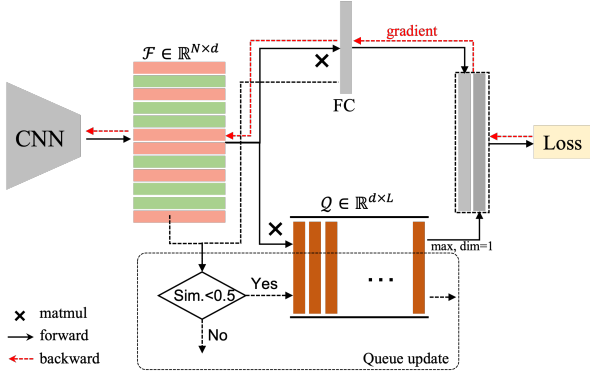 gradient
ℱ ∈ ℝ^{N×d}
FC
CNN
Loss
𝒬 ∈ ℝ^{d×L}
max, dim=1
Sim.<0.5
Yes
...
No
matmul
forward
backward
Queue update